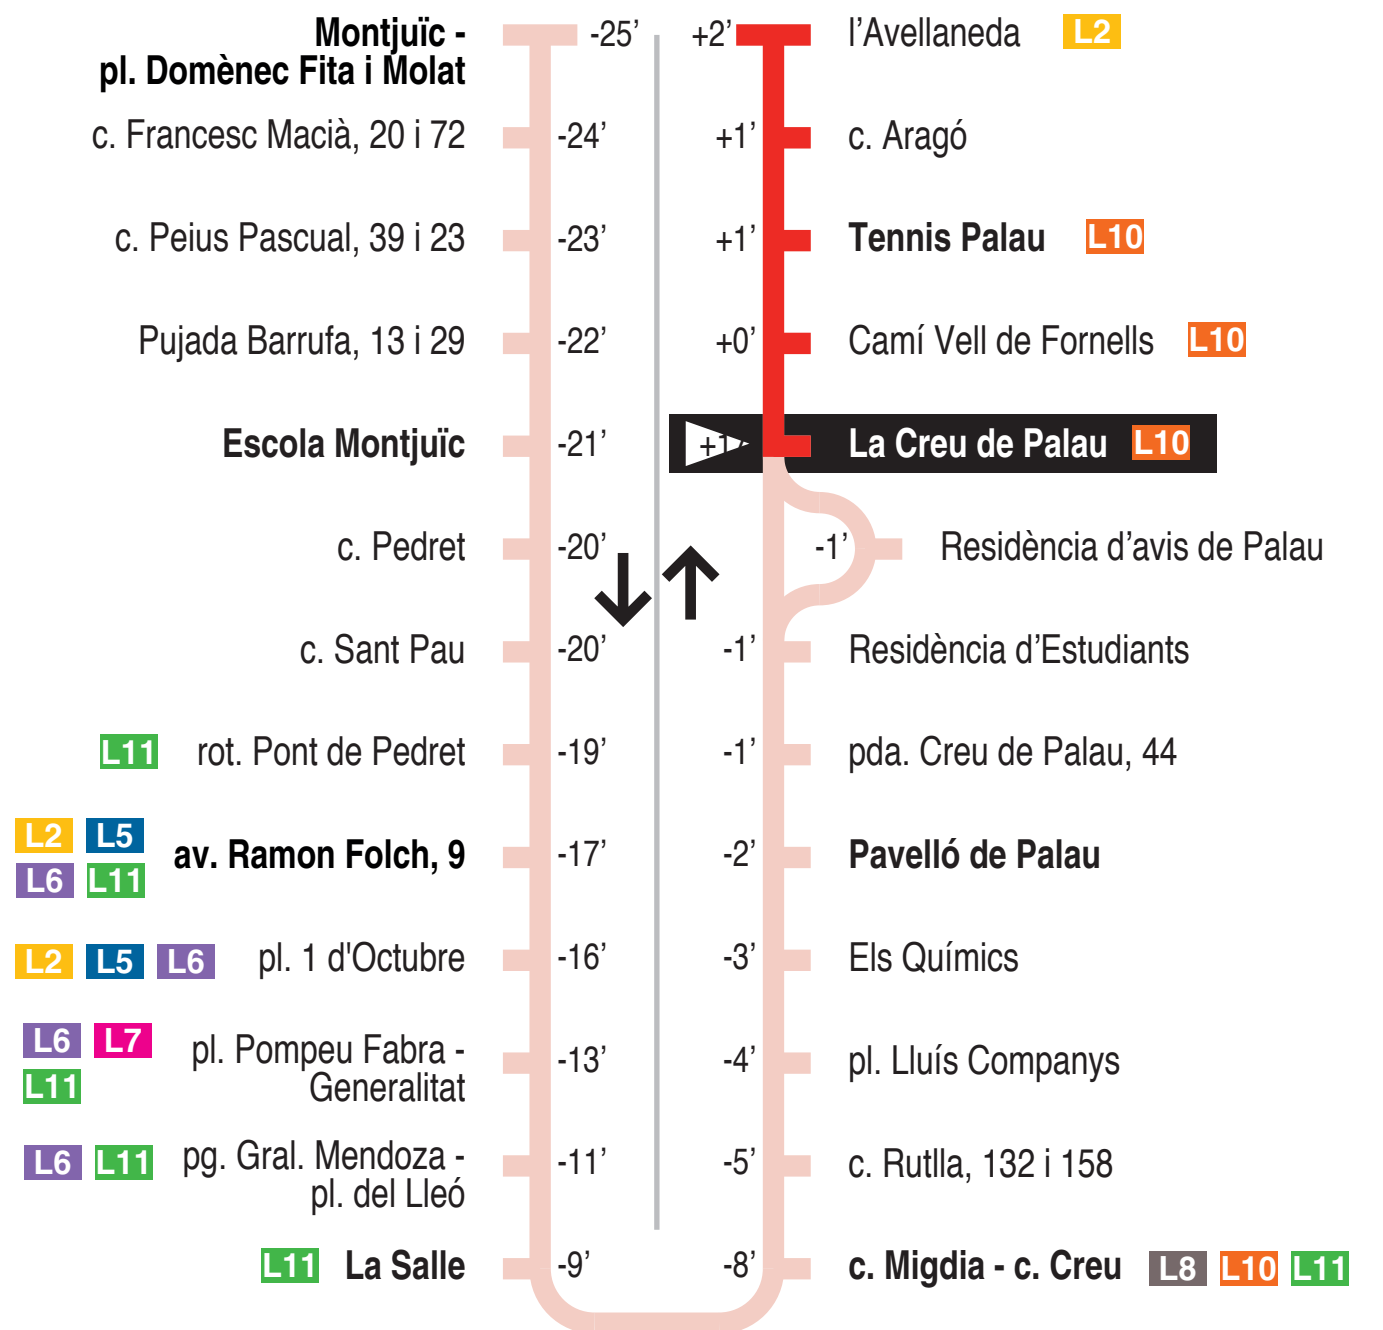 Montjuïc -
pl. Domènec Fita i Molat
-25’
c. Francesc Macià, 20 i 72
-24’
c. Peius Pascual, 39 i 23
-23’
Pujada Barrufa, 13 i 29
-22’
Escola Montjuïc
-21’
c. Pedret
-20’
c. Sant Pau
-20’
L11 rot. Pont de Pedret
-19’
L2 L5
L6 L11
av. Ramon Folch, 9
-17’
L2 L5 L6 pl. 1 d'Octubre
-16’
L6 L7
L11
pl. Pompeu Fabra -
Generalitat
-13’
L6 L11
pg. Gral. Mendoza -
pl. del Lleó
-11’
L11 La Salle
-9’
+2’ l’Avellaneda L2
+1’ c. Aragó
+1’ Tennis Palau L10
+0’ Camí Vell de Fornells L10
La Creu de Palau L10
-1’ Residència d’avis de Palau
-1’ Residència d’Estudiants
-1’ pda. Creu de Palau, 44
-2’ Pavelló de Palau
-3’ Els Químics
-4’ pl. Lluís Companys
-5’ c. Rutlla, 132 i 158
-8’ c. Migdia - c. Creu L8 L10 L11